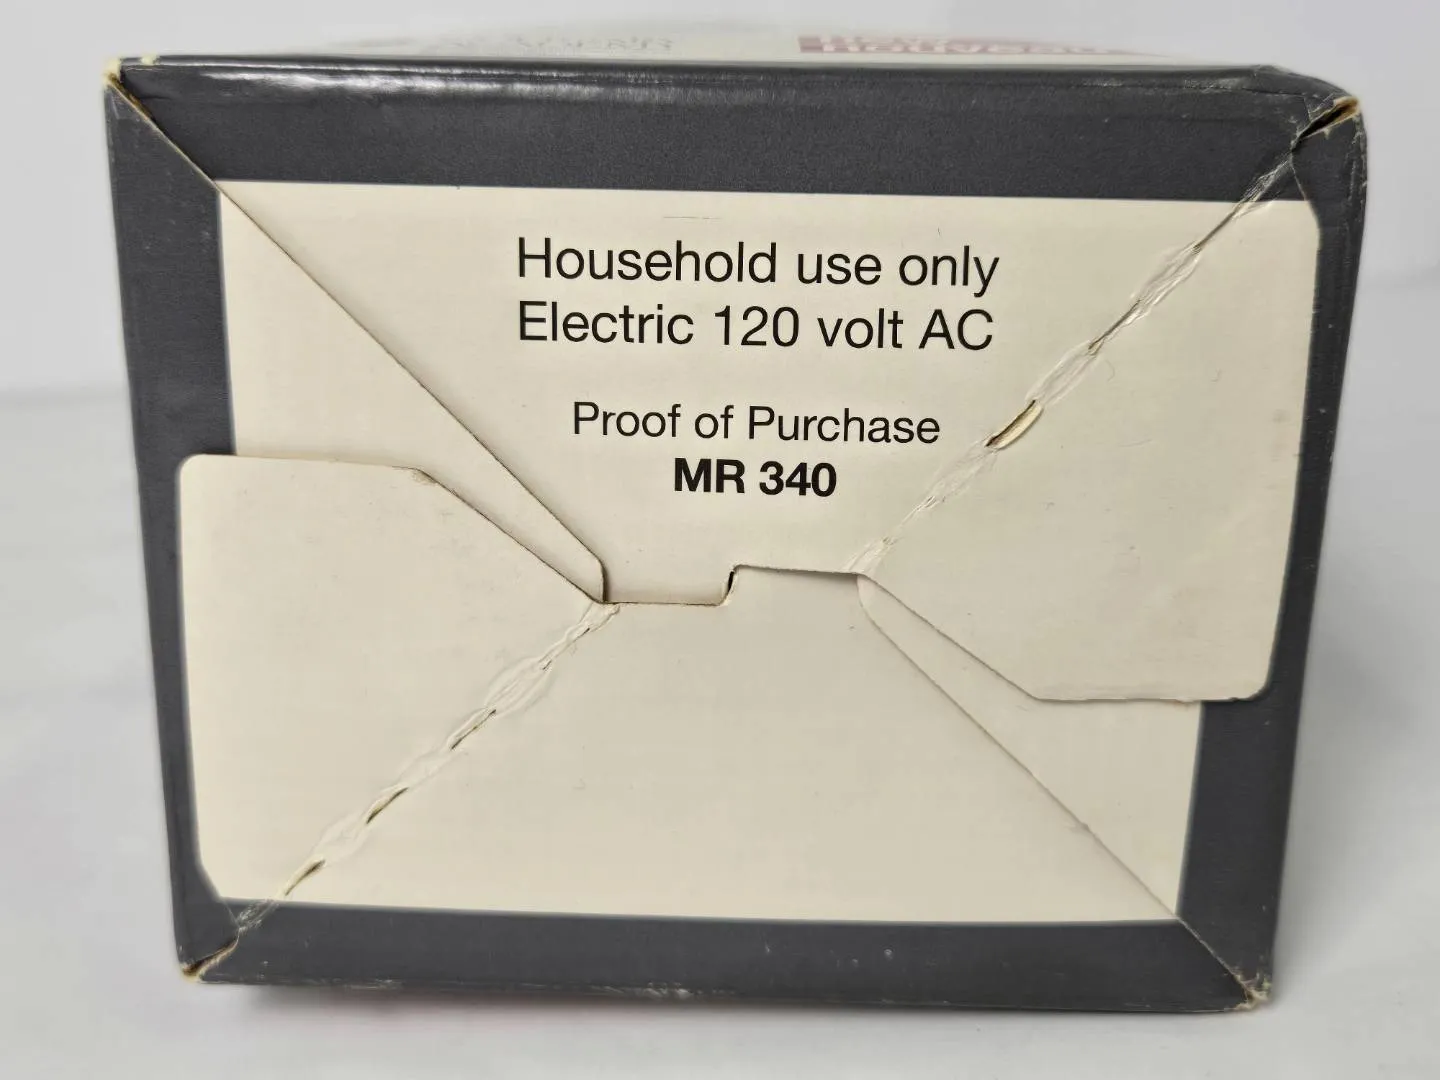 Household use only
Electric 120 volt AC
Proof of Purchase
MR 340